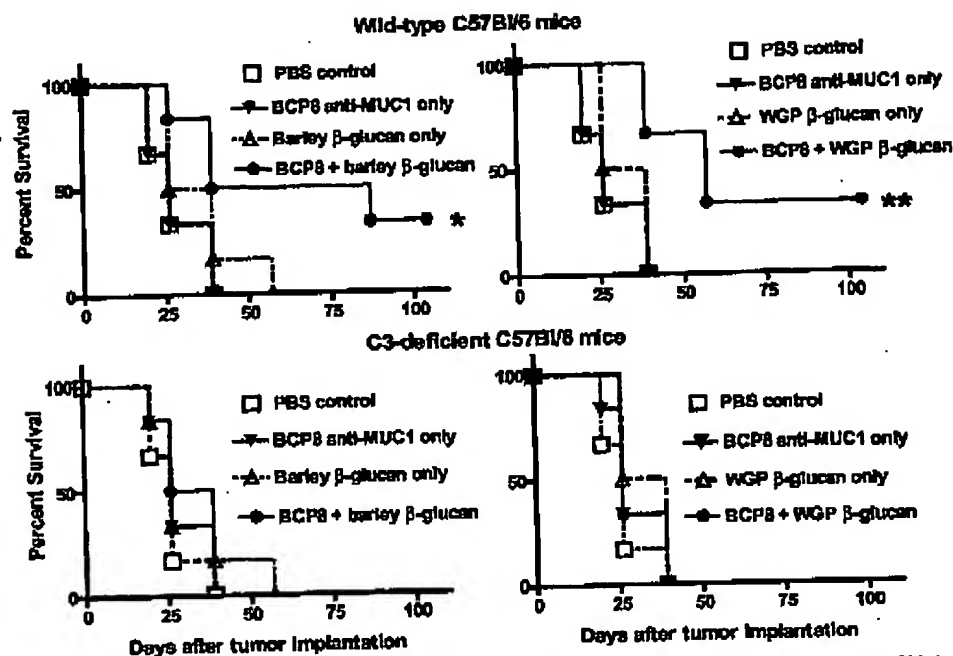 Wild-type C57Bl/6 mice
PBS control
BCP8 anti-MUC1 only
Barley β-glucan only
BCP8 + barley β-glucan
Percent Survival
100
50
0
*
0
25
50
75
100
PBS control
BCP8 anti-MUC1 only
WGP β-glucan only
BCP8 + WGP β-glucan
100
50
0
**
0
25
50
75
100
C3-deficient C57Bl/6 mice
PBS control
BCP8 anti-MUC1 only
Barley β-glucan only
BCP8 + barley β-glucan
Percent Survival
100
50
0
0
25
50
75
100
Days after tumor implantation
PBS control
BCP8 anti-MUC1 only
WGP β-glucan only
BCP8 + WGP β-glucan
100
50
0
0
25
50
75
100
Days after tumor implantation